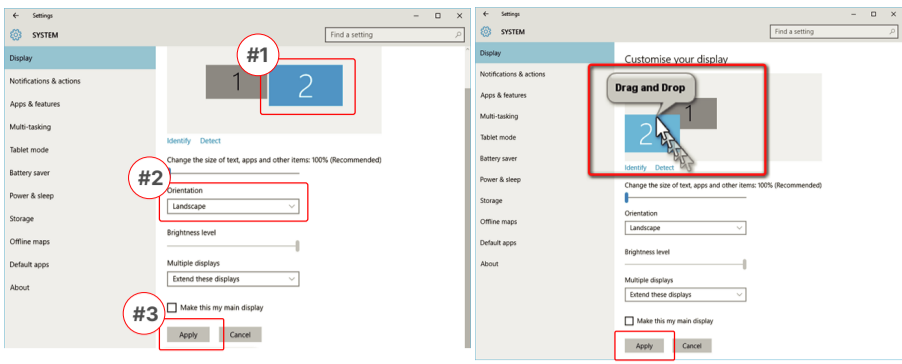 Settings
SYSTEM
Find a setting
Display
Notifications & actions
Apps & features
Multi-tasking
Tablet mode
Battery saver
Power & sleep
Storage
Offline maps
Default apps
About
#1
1
2
Identify Detect
Change the size of text, apps and other items: 100% (Recommended)
#2
Orientation
Landscape
Brightness level
Multiple displays
Extend these displays
Make this my main display
#3
Apply Cancel
Settings
SYSTEM
Find a setting
Display
Notifications & actions
Apps & features
Multi-tasking
Tablet mode
Battery saver
Power & sleep
Storage
Offline maps
Default apps
About
Customise your display
Drag and Drop
1
2
Identify Detect
Change the size of text, apps and other items: 100% (Recommended)
Orientation
Landscape
Brightness level
Multiple displays
Extend these displays
Make this my main display
Apply Cancel